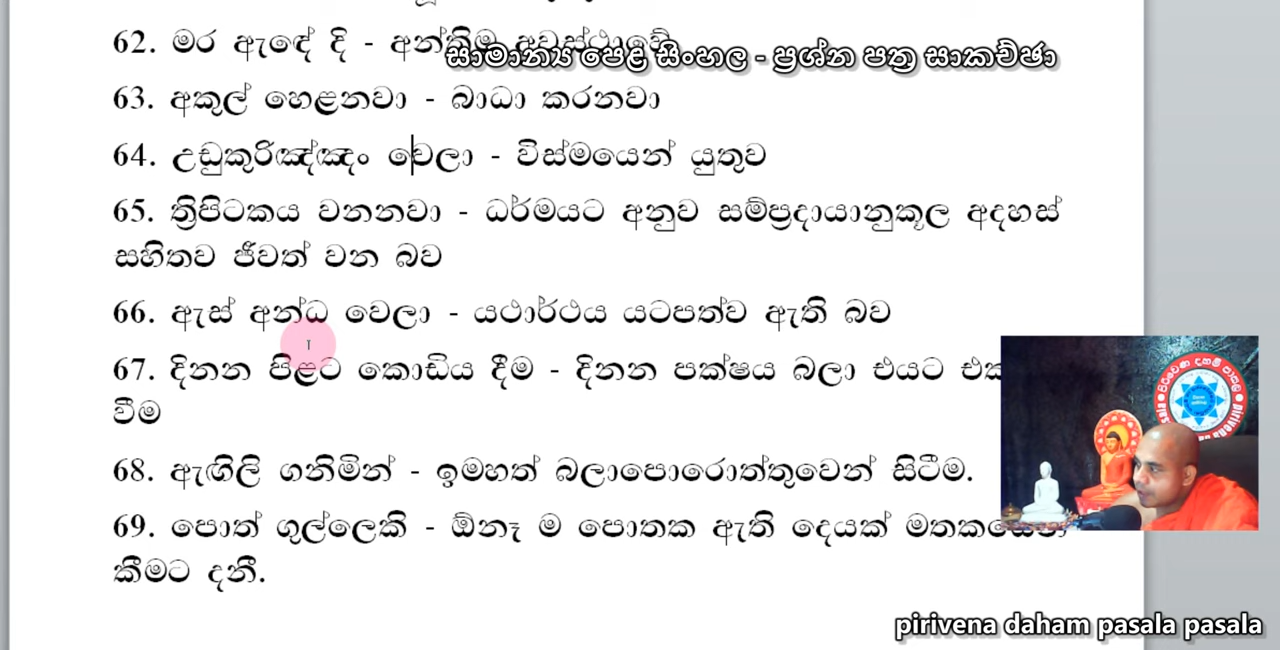 62. මර ඇඳේ දි - අන්තිම අවස්ථාවේ
සාමාන්‍ය පෙළ සිංහල - ප්‍රශ්න පත්‍ර සාකච්ඡා
63. අකුල් හෙළනවා - බාධා කරනවා
64. උඩුකුරිඤ්ඤං වෙලා - විස්මයෙන් යුතුව
65. ත්‍රිපිටකය වනනවා - ධර්මයට අනුව සම්ප්‍රදායානුකූල අදහස්
සහිතව ජීවත් වන බව
66. ඇස් අන්ධ වෙලා - යථාර්ථය යටපත්ව ඇති බව
67. දිනන පිළට කොඩිය දීම - දිනන පක්ෂය බලා එයට
වීම
68. ඇඟිලි ගනිමින් - ඉමහත් බලාපොරොත්තුවෙන් සිටීම.
69. පොත් ගුල්ලෙකි - ඕනෑ ම පොතක ඇති දෙයක්
කීමට දනී.
pirivena daham pasala pasala